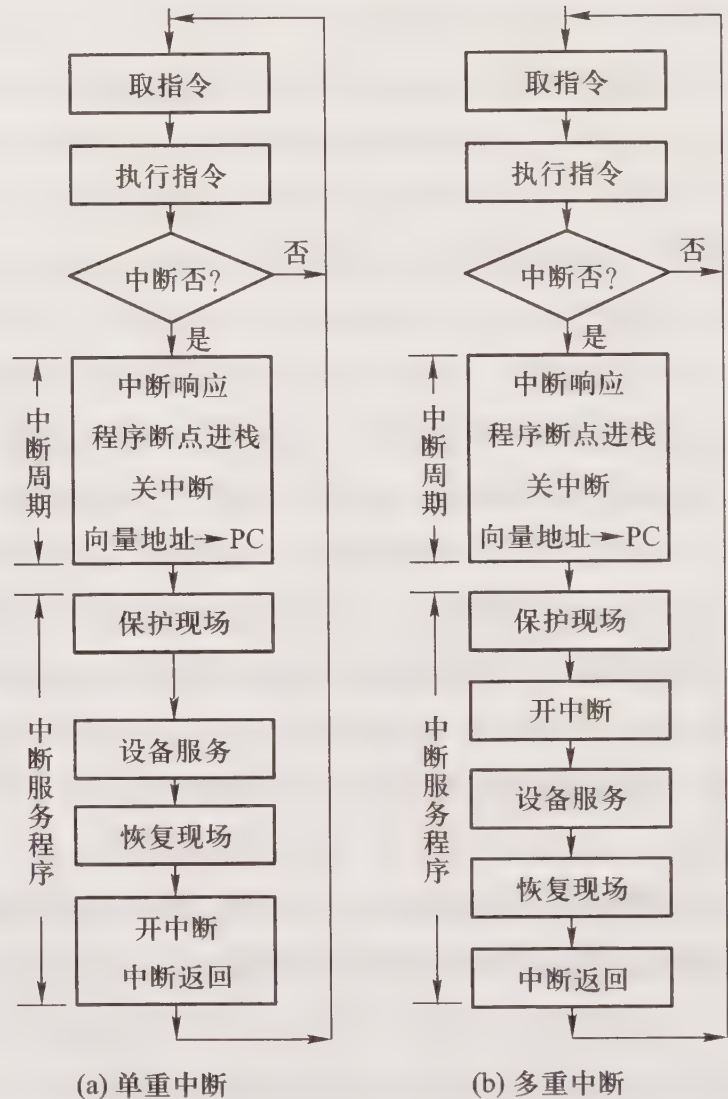 取指令
执行指令
中断否?
否
是
中断响应
程序断点进栈
关中断
向量地址→PC
中断周期
保护现场
设备服务
恢复现场
开中断
中断返回
中断服务程序
(a) 单重中断
取指令
执行指令
中断否?
否
是
中断响应
程序断点进栈
关中断
向量地址→PC
中断周期
保护现场
开中断
设备服务
恢复现场
中断返回
中断服务程序
(b) 多重中断